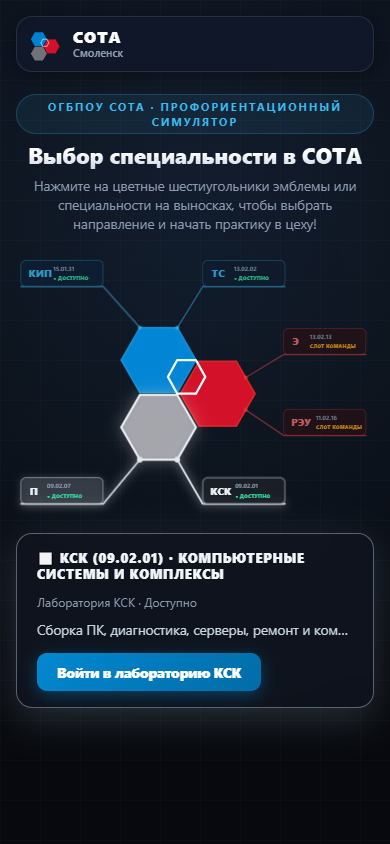 СОТА
Смоленск
ОГБПОУ СОТА · ПРОФОРИЕНТАЦИОННЫЙ
СИМУЛЯТОР
Выбор специальности в СОТА
Нажмите на цветные шестиугольники эмблемы или
специальности на выносках, чтобы выбрать
направление и начать практику в цеху!
КИП 15.01.31
• ДОСТУПНО
ТС 13.02.02
• ДОСТУПНО
Э 13.02.13
СЛОТ КОМАНДЫ
РЭУ 11.02.16
СЛОТ КОМАНДЫ
П 09.02.07
• ДОСТУПНО
КСК 09.02.01
• ДОСТУПНО
КСК (09.02.01) · КОМПЬЮТЕРНЫЕ
СИСТЕМЫ И КОМПЛЕКСЫ
Лаборатория КСК · Доступно
Сборка ПК, диагностика, серверы, ремонт и ком...
Войти в лабораторию КСК